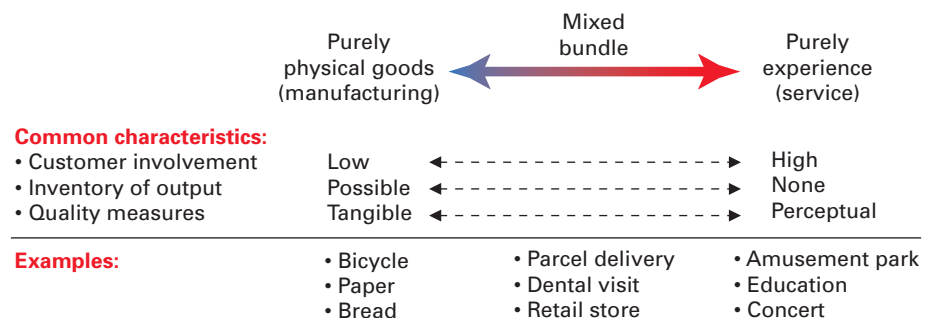 Purely
physical goods
(manufacturing)
Mixed
bundle
Purely
experience
(service)
Common characteristics:
• Customer involvement Low High
• Inventory of output Possible None
• Quality measures Tangible Perceptual
Examples: • Bicycle • Parcel delivery • Amusement park
• Paper • Dental visit • Education
• Bread • Retail store • Concert